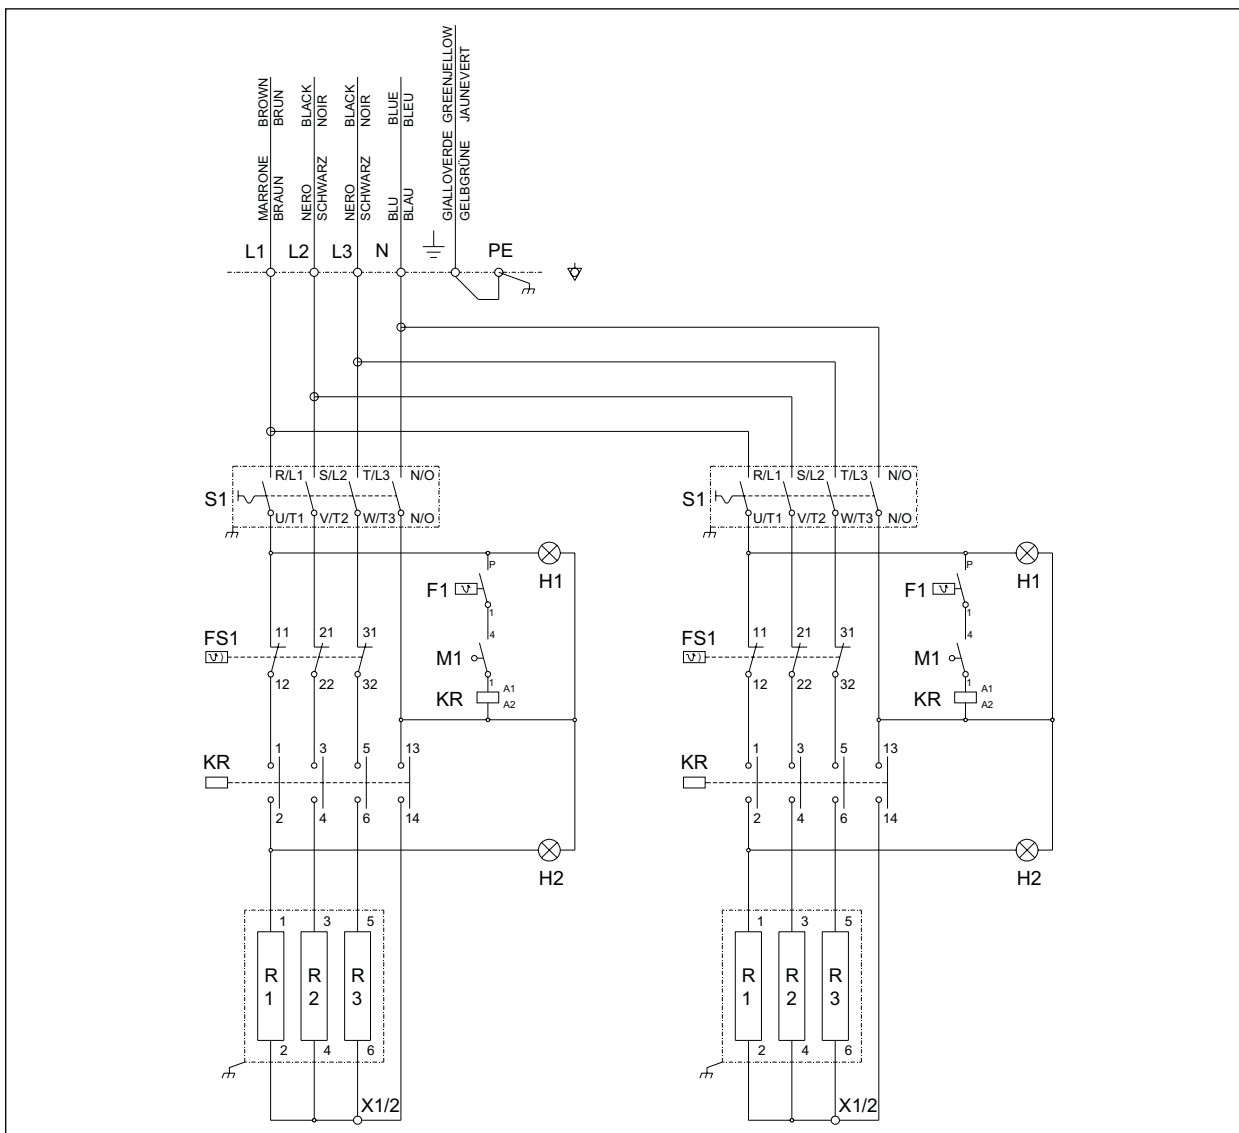 MARRONE BROWN
BRAUN BRUN
NERO BLACK
SCHWARZ NOIR
NERO BLACK
SCHWARZ NOIR
BLU BLUE
BLAU BLEU
GIALLOVERDE GREENJELLOW
GELBGRÜNE JAUNEVERT
L1 L2 L3 N PE
R/L1 S/L2 T/L3 N/O
S1
U/T1 V/T2 W/T3 N/O
R/L1 S/L2 T/L3 N/O
S1
U/T1 V/T2 W/T3 N/O
P
H1
F1
1
11 21 31
FS1
12 22 32
4
M1
1
KR A1
A2
1 3 5 13
KR
2 4 6 14
H2
1 3 5
R R R
1 2 3
2 4 6
X1/2
P
H1
F1
1
11 21 31
FS1
12 22 32
4
M1
1
KR A1
A2
1 3 5 13
KR
2 4 6 14
H2
1 3 5
R R R
1 2 3
2 4 6
X1/2